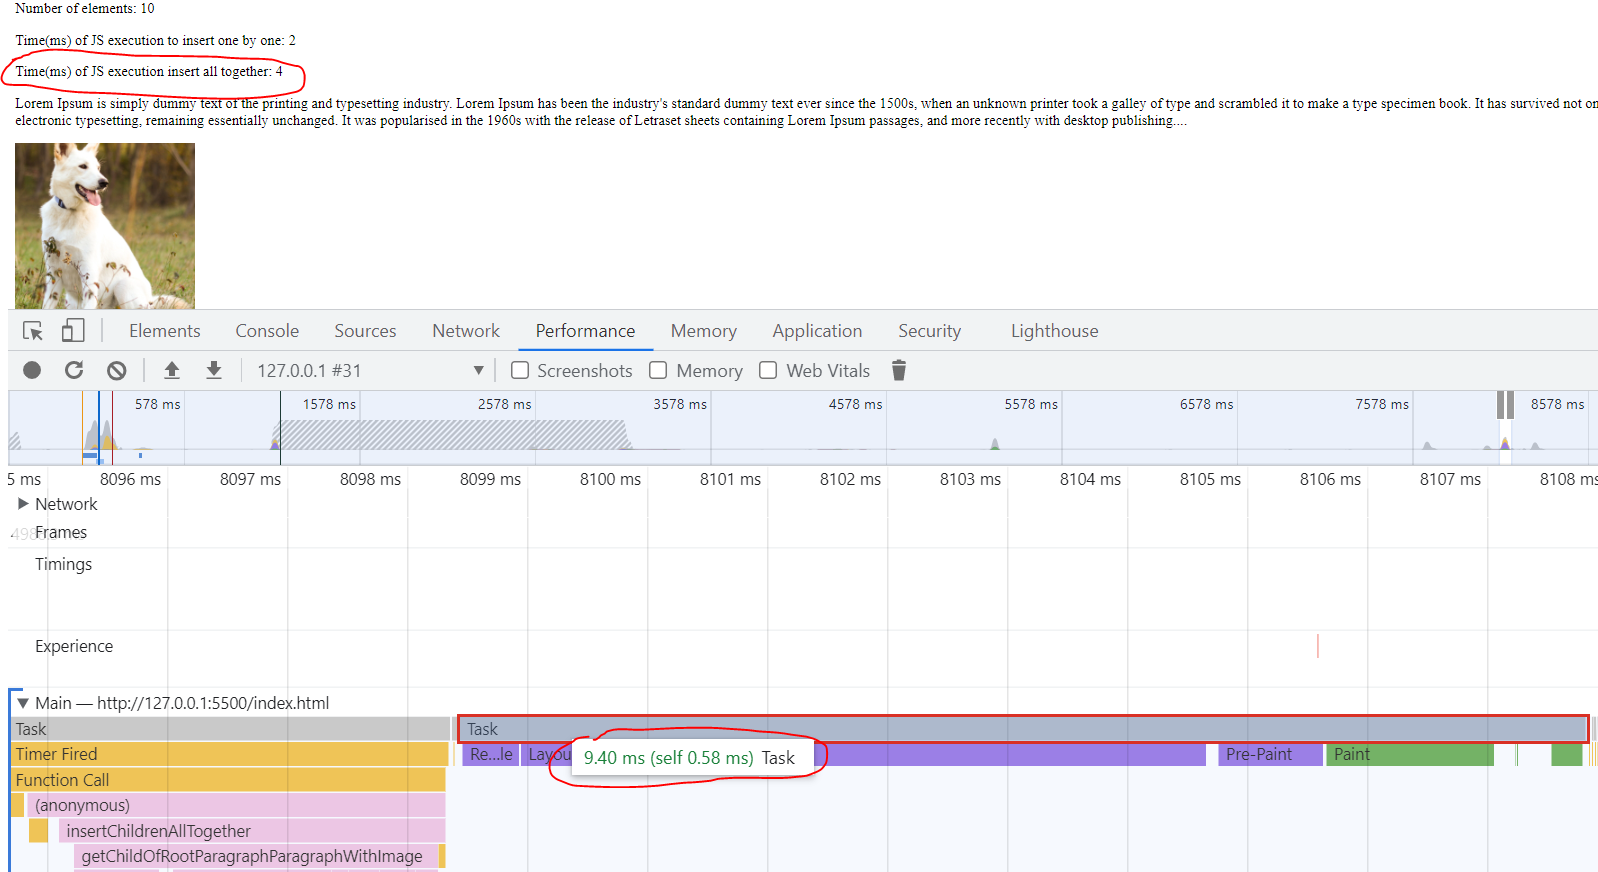 Number of elements: 10
Time(ms) of JS execution to insert one by one: 2
Time(ms) of JS execution insert all together: 4
Lorem Ipsum is simply dummy text of the printing and typesetting industry. Lorem Ipsum has been the industry's standard dummy text ever since the 1500s, when an unknown printer took a galley of type and scrambled it to make a type specimen book. It has survived not on
electronic typesetting, remaining essentially unchanged. It was popularised in the 1960s with the release of Letraset sheets containing Lorem Ipsum passages, and more recently with desktop publishing....
Elements Console Sources Network Performance Memory Application Security Lighthouse
127.0.0.1 #31 Screenshots Memory Web Vitals
578 ms 1578 ms 2578 ms 3578 ms 4578 ms 5578 ms 6578 ms 7578 ms 8578 ms
5 ms 8096 ms 8097 ms 8098 ms 8099 ms 8100 ms 8101 ms 8102 ms 8103 ms 8104 ms 8105 ms 8106 ms 8107 ms 8108 ms
Network
Frames
Timings
Experience
Main — http://127.0.0.1:5500/index.html
Task Task
Timer Fired Re...le Layou 9.40 ms (self 0.58 ms) Task Pre-Paint Paint
Function Call
(anonymous)
insertChildrenAllTogether
getChildOfRootParagraphParagraphWithImage